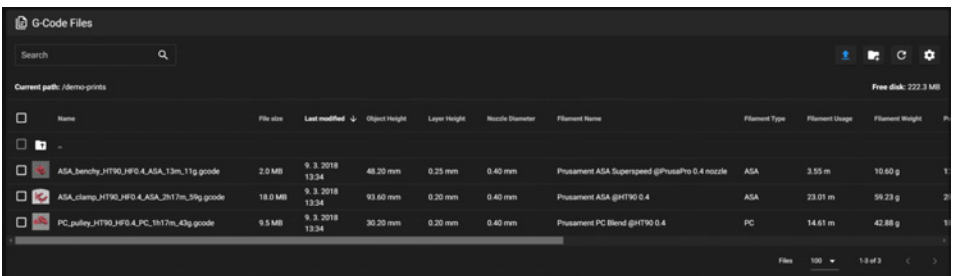 G-Code Files
Search
Current path: /demo-prints Free disk: 222.3 MB
Name File size Last modified ↓ Object Height Layer Height Nozzle Diameter Filament Name Filament Type Filament Usage Filament Weight
..
ASA_benchy_HT90_HF0.4_ASA_13m_11g.gcode 2.0 MB 9. 3. 2018 13:34 48.20 mm 0.25 mm 0.40 mm Prusament ASA Superspeed @PrusaPro 0.4 nozzle ASA 3.55 m 10.60 g
ASA_clamp_HT90_HF0.4_ASA_2h17m_59g.gcode 18.0 MB 9. 3. 2018 13:34 93.60 mm 0.20 mm 0.40 mm Prusament ASA @HT90 0.4 ASA 23.01 m 59.23 g
PC_pulley_HT90_HF0.4_PC_1h17m_43g.gcode 9.5 MB 9. 3. 2018 13:34 30.20 mm 0.20 mm 0.40 mm Prusament PC Blend @HT90 0.4 PC 14.61 m 42.88 g
Files 100 1-3 of 3